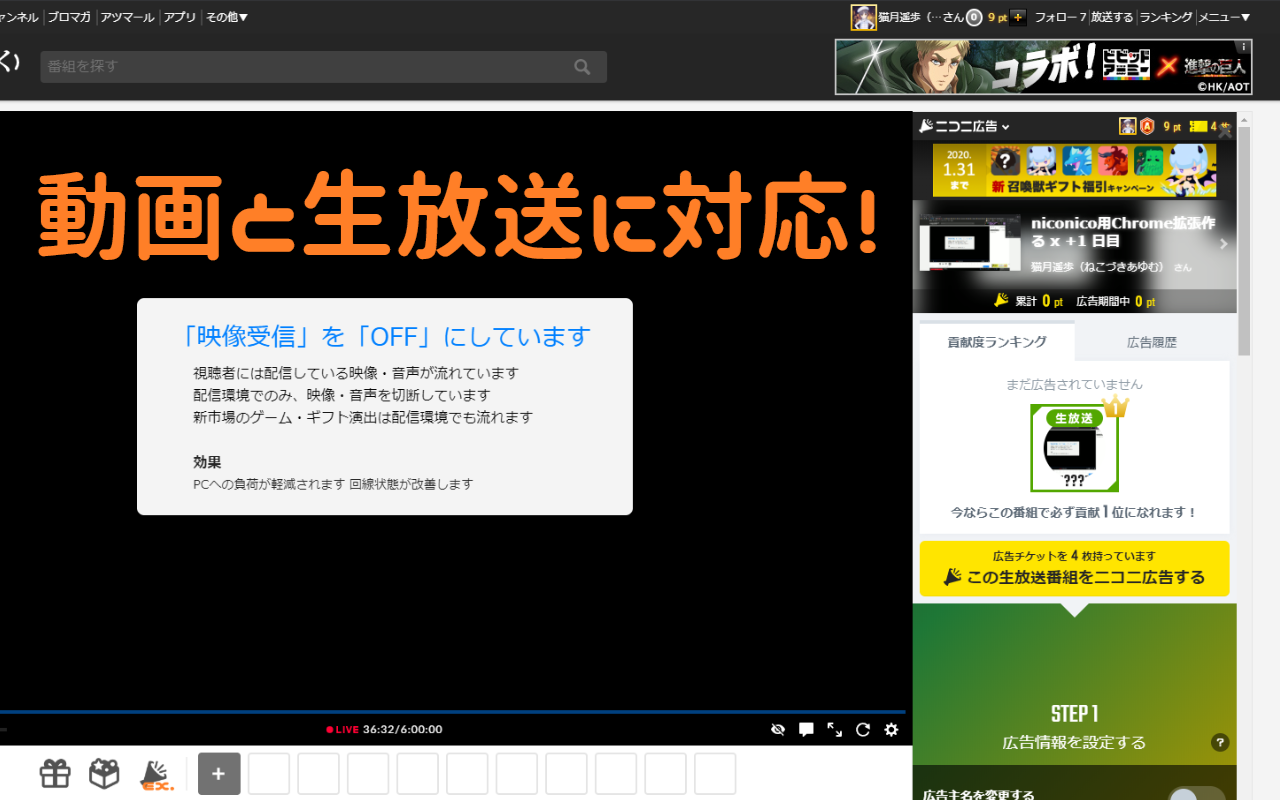 ャンネル ブロマガ アツマール アプリ その他▼
猫月遥歩（…さん 0 9 pt + フォロー 7 放送する ランキング メニュー▼
番組を探す
コラボ! ビビッドアーミー × 進撃の巨人
©HK/AOT
動画と生放送に対応!
「映像受信」を「OFF」にしています
視聴者には配信している映像・音声が流れています
配信環境でのみ、映像・音声を切断しています
新市場のゲーム・ギフト演出は配信環境でも流れます
効果
PCへの負荷が軽減されます 回線状態が改善します
LIVE 36:32/6:00:00
EX.
ニコニ広告
9 pt 4
2020.
1.31
まで
新 召喚獣ギフト福引キャンペーン
niconico用Chrome拡張作
る x +1 日目
猫月遥歩（ねこづきあゆむ） さん
累計 0 pt 広告期間中 0 pt
貢献度ランキング 広告履歴
まだ広告されていません
1
生放送
"???"
今ならこの番組で必ず貢献1位になれます！
広告チケットを 4 枚持っています
この生放送番組をニコニ広告する
STEP 1
広告情報を設定する
?
広告主名を変更する